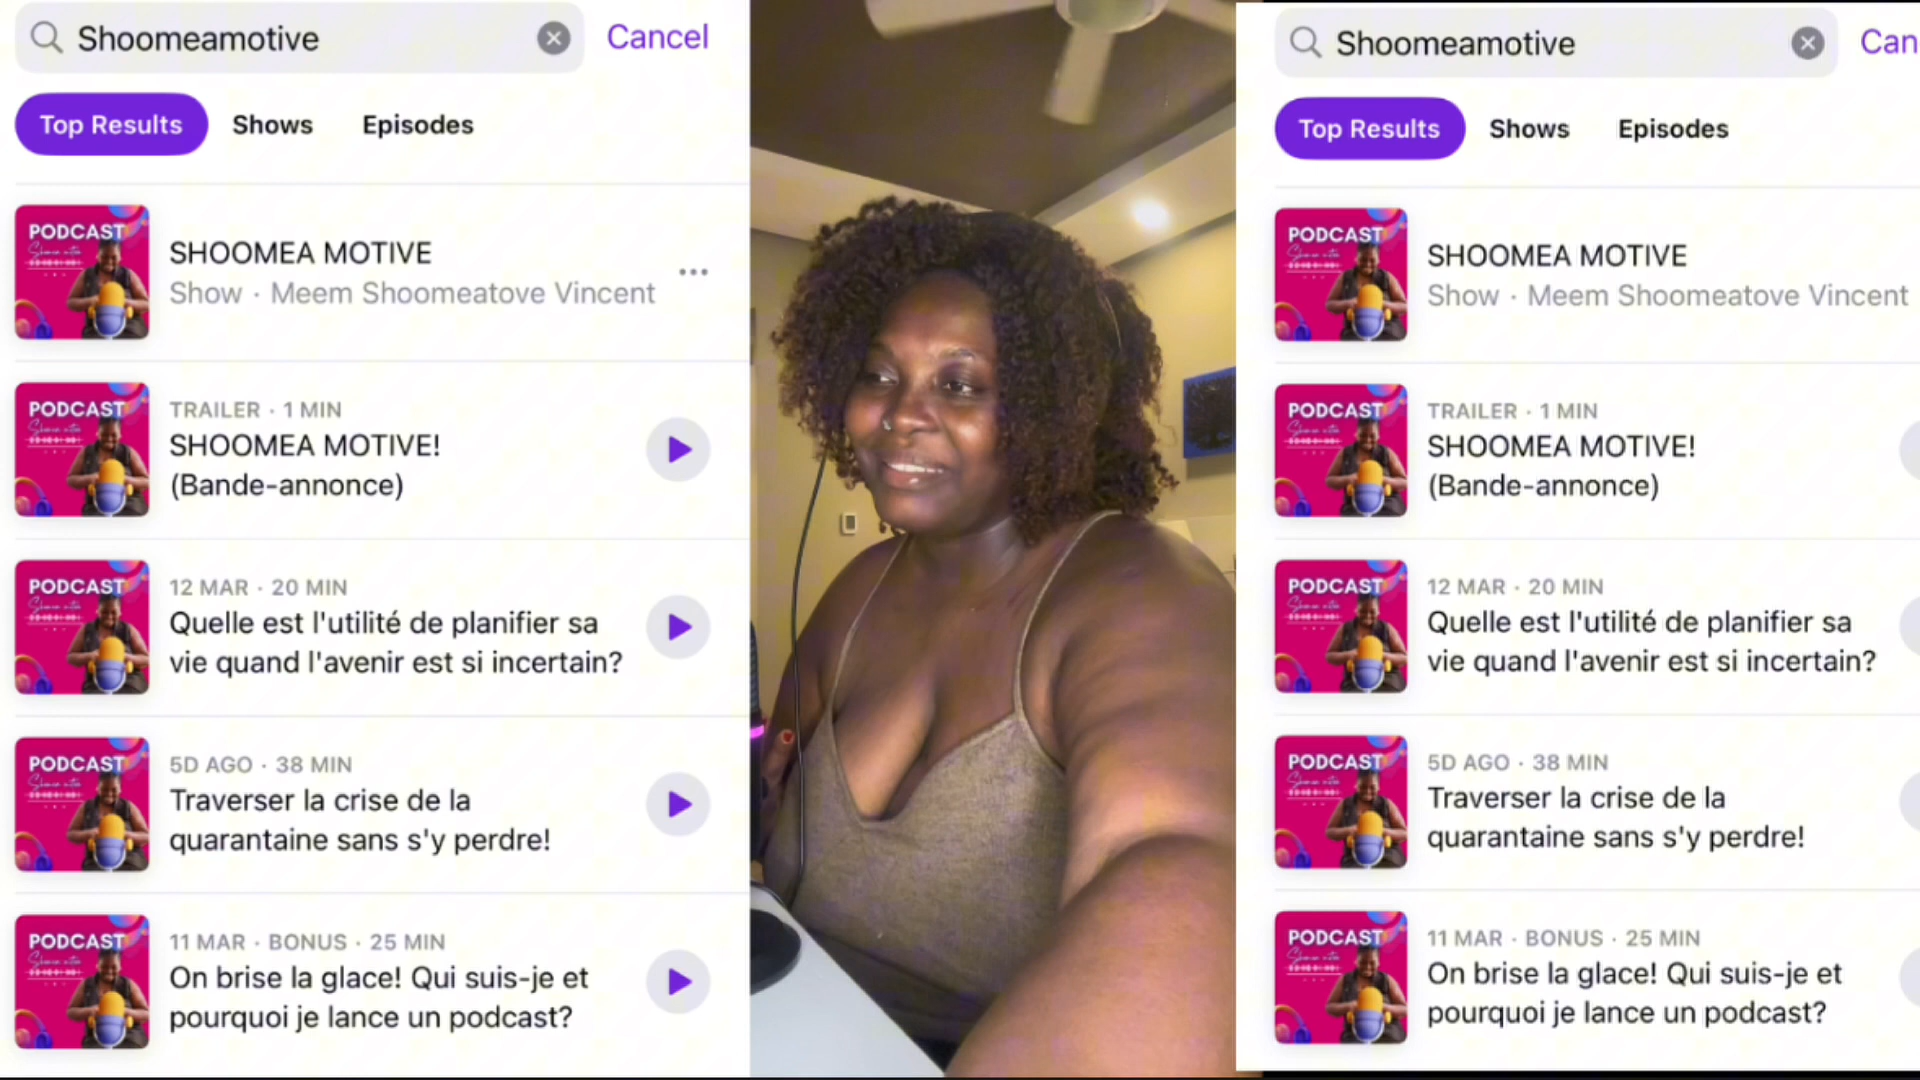 Shoomeamotive
Cancel
Top Results
Shows
Episodes
PODCAST
SHOOMEA MOTIVE
Show · Meem Shoomeatove Vincent
PODCAST
TRAILER · 1 MIN
SHOOMEA MOTIVE!
(Bande-annonce)
PODCAST
12 MAR · 20 MIN
Quelle est l'utilité de planifier sa
vie quand l'avenir est si incertain?
PODCAST
5D AGO · 38 MIN
Traverser la crise de la
quarantaine sans s'y perdre!
PODCAST
11 MAR · BONUS · 25 MIN
On brise la glace! Qui suis-je et
pourquoi je lance un podcast?
Shoomeamotive
Can
Top Results
Shows
Episodes
PODCAST
SHOOMEA MOTIVE
Show · Meem Shoomeatove Vincent
PODCAST
TRAILER · 1 MIN
SHOOMEA MOTIVE!
(Bande-annonce)
PODCAST
12 MAR · 20 MIN
Quelle est l'utilité de planifier sa
vie quand l'avenir est si incertain?
PODCAST
5D AGO · 38 MIN
Traverser la crise de la
quarantaine sans s'y perdre!
PODCAST
11 MAR · BONUS · 25 MIN
On brise la glace! Qui suis-je et
pourquoi je lance un podcast?